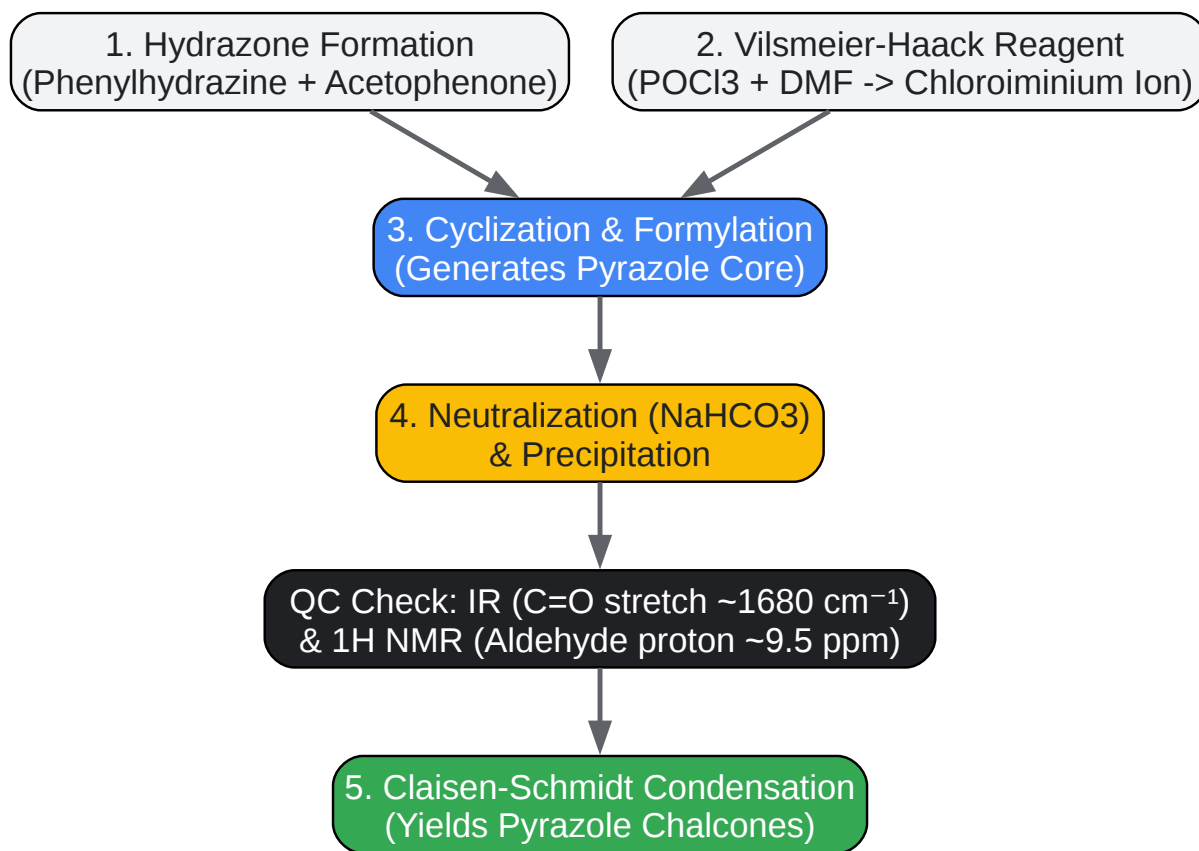 1. Hydrazone Formation
(Phenylhydrazine + Acetophenone)
2. Vilsmeier-Haack Reagent
(POCl3 + DMF -> Chloroiminium Ion)
3. Cyclization & Formylation
(Generates Pyrazole Core)
4. Neutralization (NaHCO3)
& Precipitation
QC Check: IR (C=O stretch ~1680 cm⁻¹)
& 1H NMR (Aldehyde proton ~9.5 ppm)
5. Claisen-Schmidt Condensation
(Yields Pyrazole Chalcones)